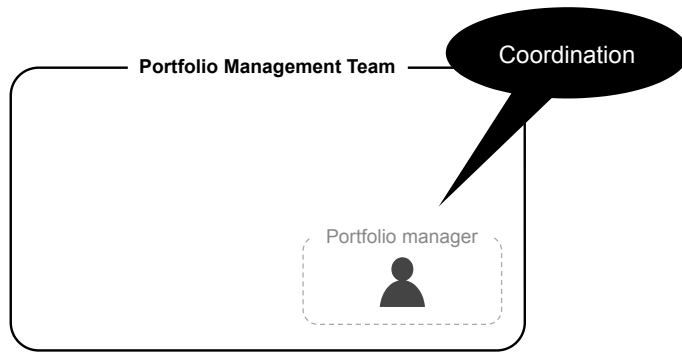 Coordination
Portfolio Management Team
Portfolio manager